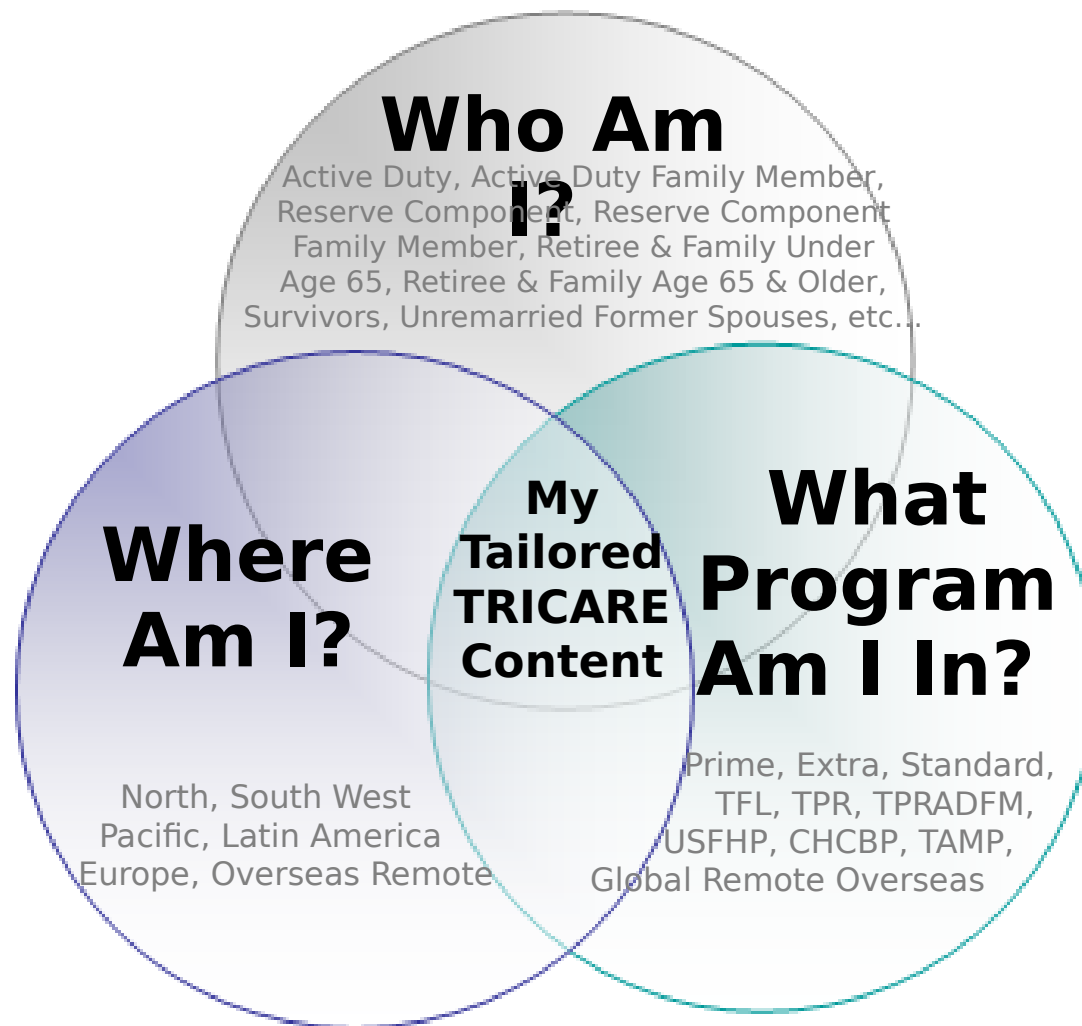 Who Am
I?
Active Duty, Active Duty Family Member,
Reserve Component, Reserve Component
Family Member, Retiree & Family Under
Age 65, Retiree & Family Age 65 & Older,
Survivors, Unremarried Former Spouses, etc...
Where
Am I?
North, South West
Pacific, Latin America
Europe, Overseas Remote
My
Tailored
TRICARE
Content
What
Program
Am I In?
Prime, Extra, Standard,
TFL, TPR, TPRADFM,
USFHP, CHCBP, TAMP,
Global Remote Overseas